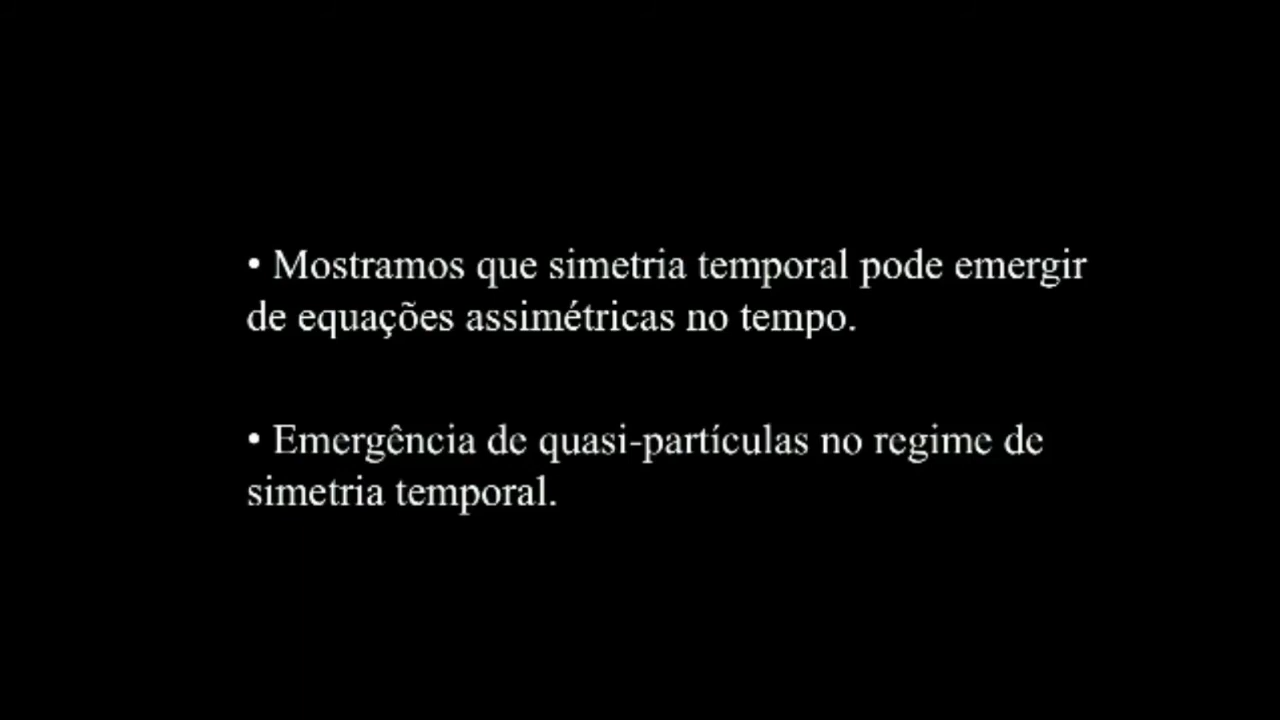 • Mostramos que simetria temporal pode emergir
de equações assimétricas no tempo.
• Emergência de quasi-partículas no regime de
simetria temporal.